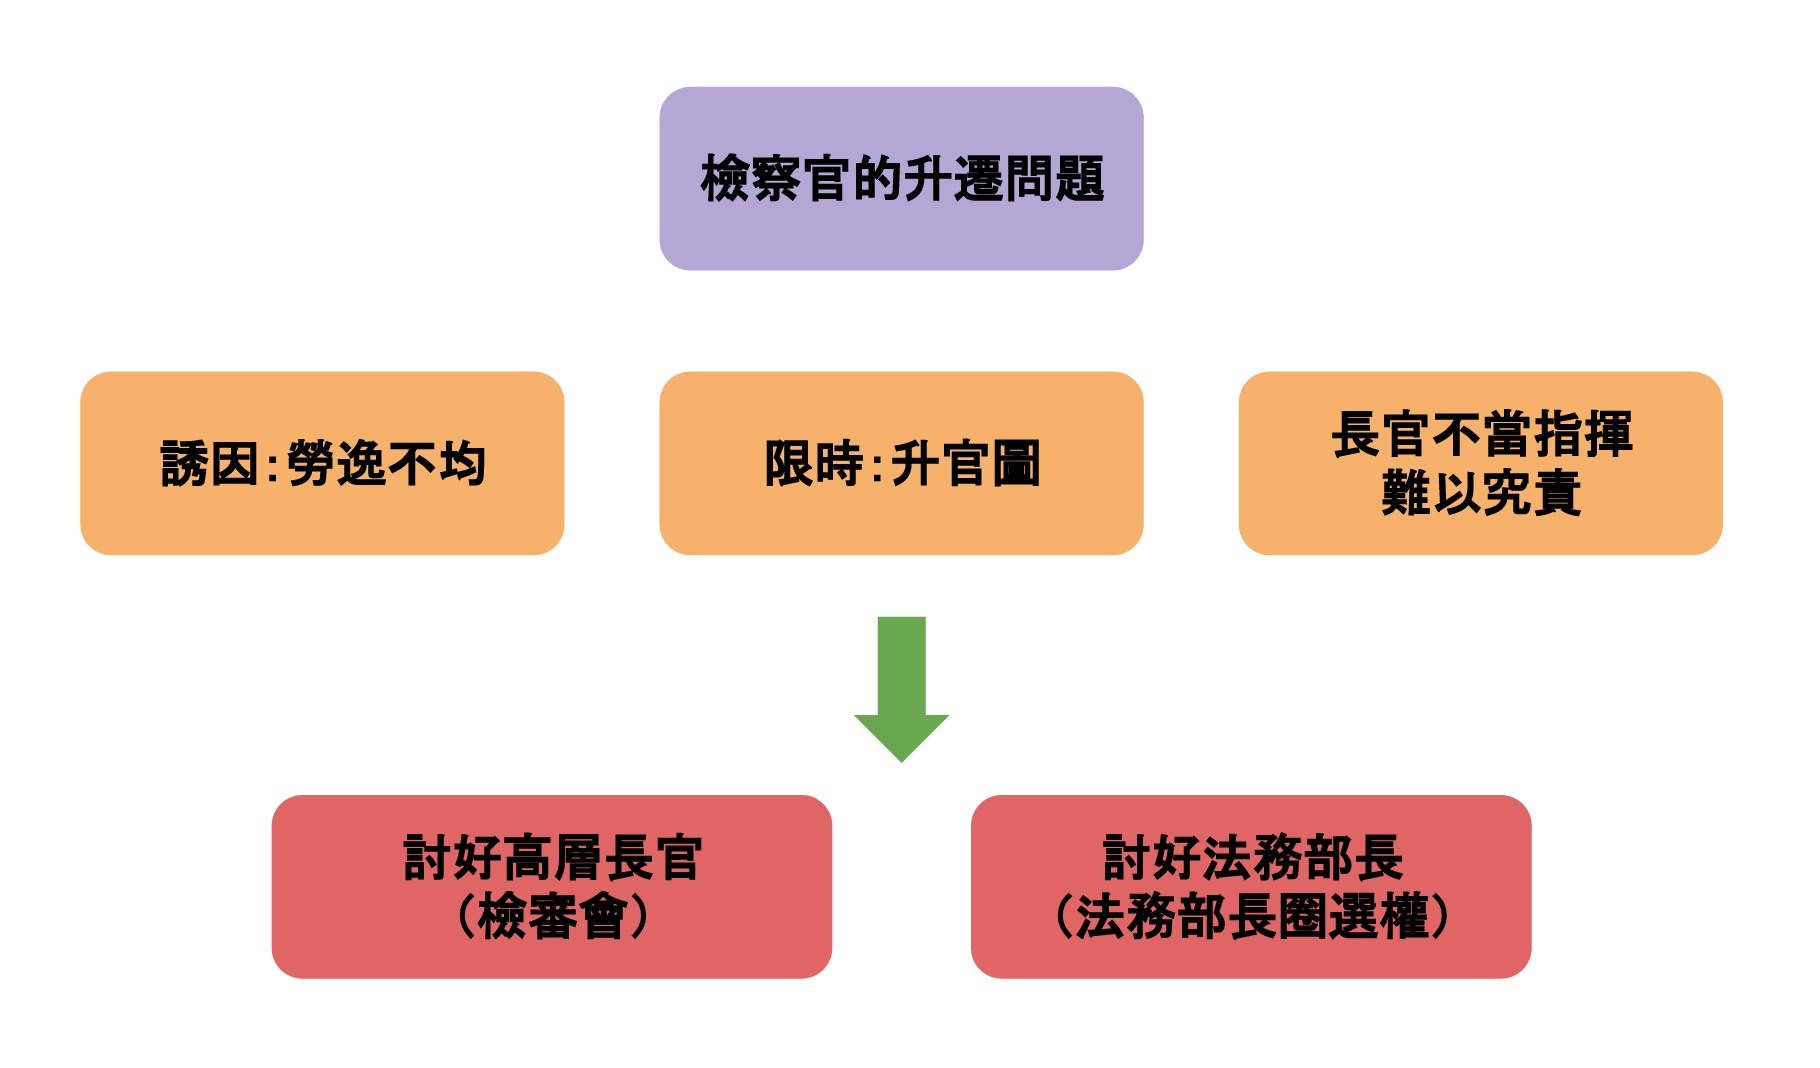 檢察官的升遷問題
誘因:勞逸不均
限時:升官圖
長官不當指揮
難以究責
討好高層長官
(檢審會)
討好法務部長
(法務部長圈選權)